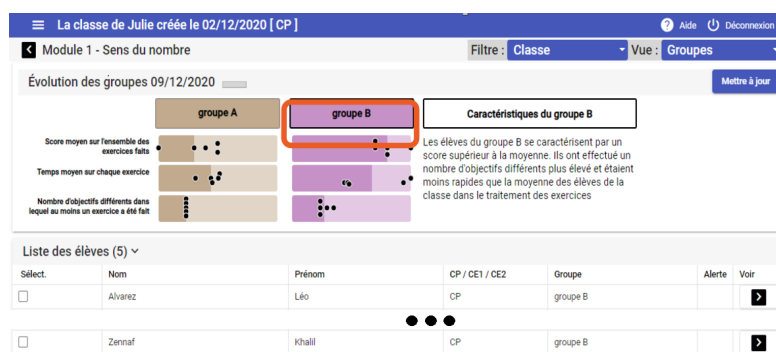 La classe de Julie créée le 02/12/2020 [ CP ]
? Aide Déconnexion
Module 1 - Sens du nombre
Filtre : Classe
Vue : Groupes
Évolution des groupes 09/12/2020
Mettre à jour
groupe A
groupe B
Caractéristiques du groupe B
Score moyen sur l'ensemble des
exercices faits
Temps moyen sur chaque exercice
Nombre d'objectifs différents dans
lequel au moins un exercice a été fait
Les élèves du groupe B se caractérisent par un
score supérieur à la moyenne. Ils ont effectué un
nombre d'objectifs différents plus élevé et étaient
moins rapides que la moyenne des élèves de la
classe dans le traitement des exercices
Liste des élèves (5)
Sélect. Nom Prénom CP / CE1 / CE2 Groupe Alerte Voir
Alvarez Léo CP groupe B
Zennaf Khalil CP groupe B